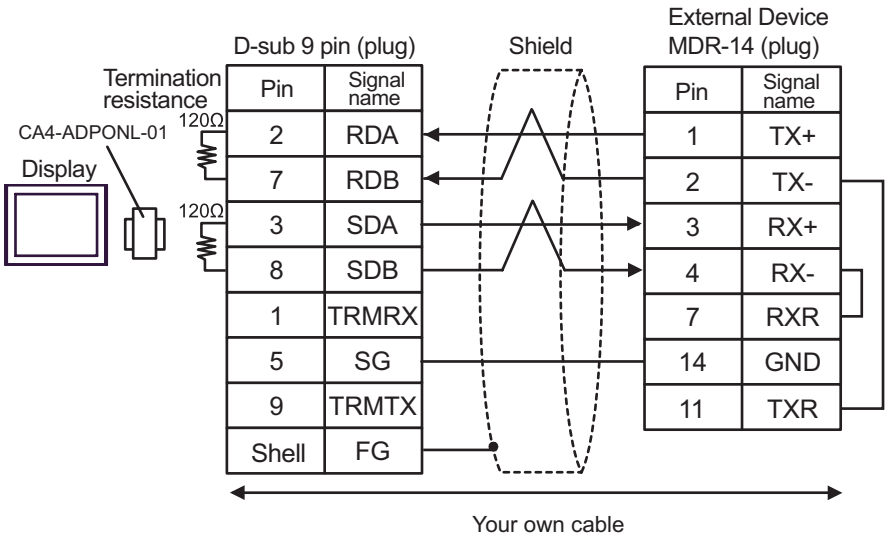 External Device
D-sub 9 pin (plug) Shield MDR-14 (plug)
Termination
resistance
CA4-ADPONL-01
Display
120Ω
120Ω
Pin Signal name
2 RDA
7 RDB
3 SDA
8 SDB
1 TRMRX
5 SG
9 TRMTX
Shell FG
Pin Signal name
1 TX+
2 TX-
3 RX+
4 RX-
7 RXR
14 GND
11 TXR
Your own cable